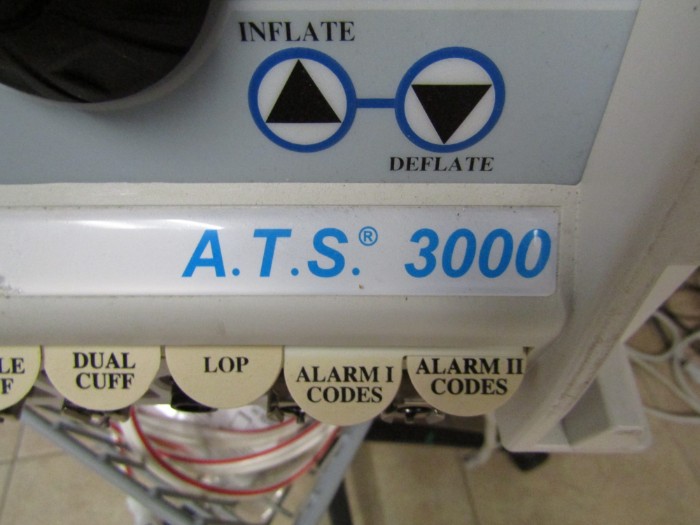 INFLATE
DEFLATE
A.T.S.® 3000
DUAL
CUFF
LOP
ALARM I
CODES
ALARM II
CODES